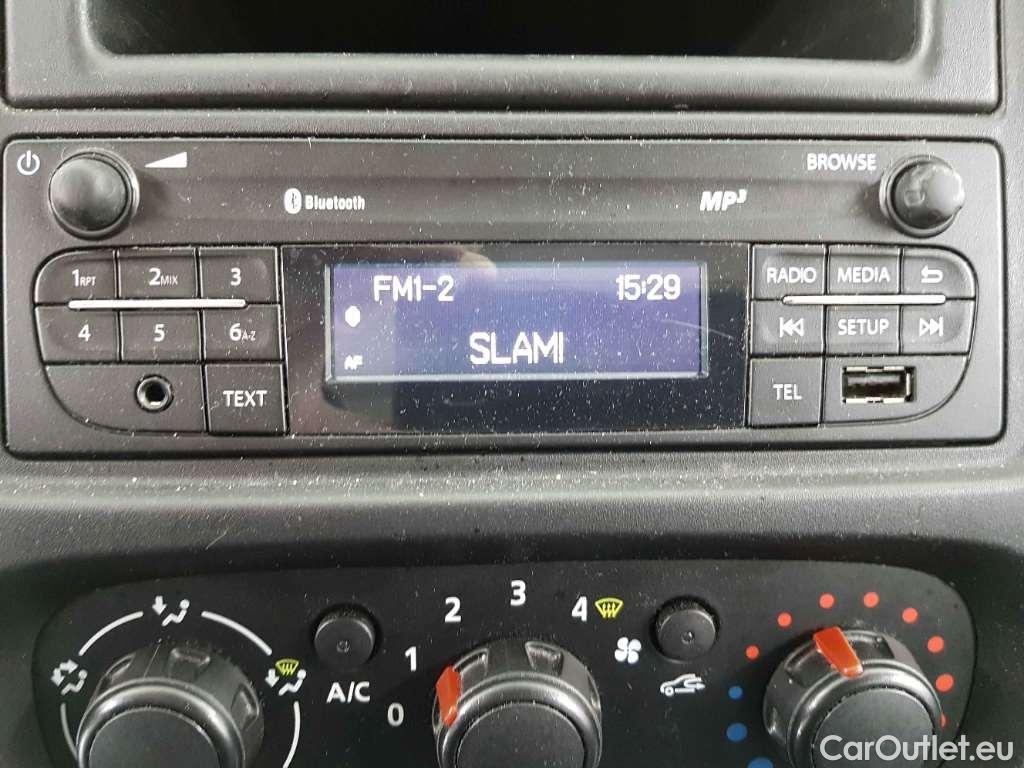 BROWSE
Bluetooth
MP3
1RPT 2MIX 3
RADIO MEDIA
FM1-2 15:29
4 5 6A-Z
SETUP
AF
SLAM!
TEXT
TEL
3
2 4
1
A/C
0
CarOutlet.eu